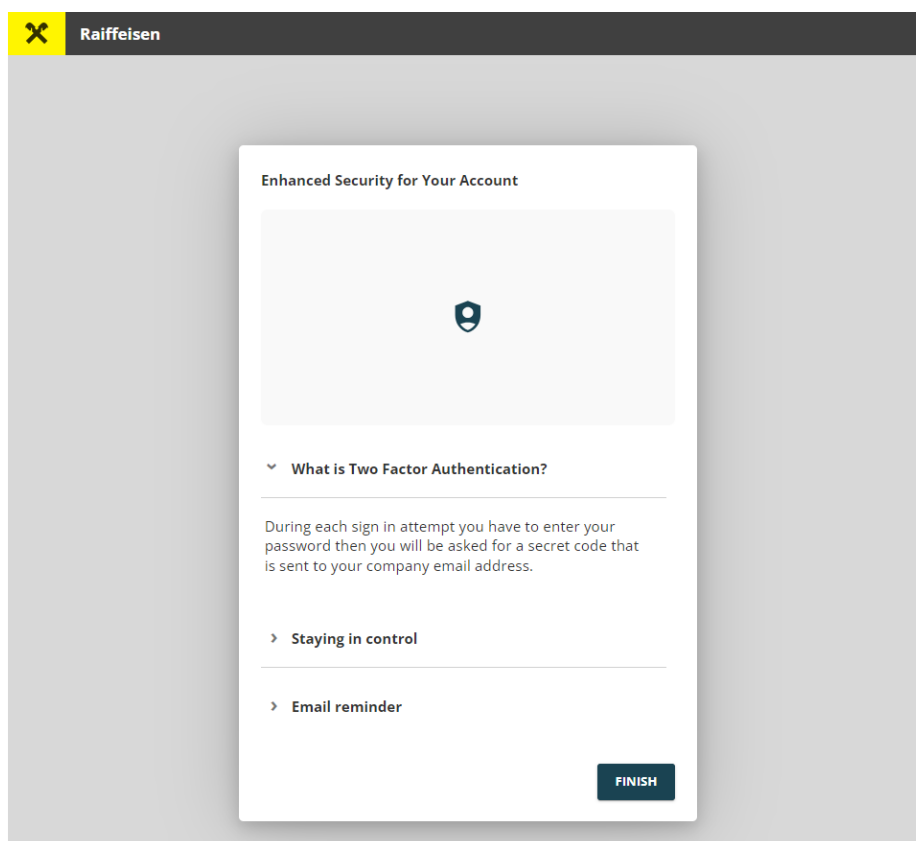 Raiffeisen
Enhanced Security for Your Account
What is Two Factor Authentication?
During each sign in attempt you have to enter your
password then you will be asked for a secret code that
is sent to your company email address.
Staying in control
Email reminder
FINISH